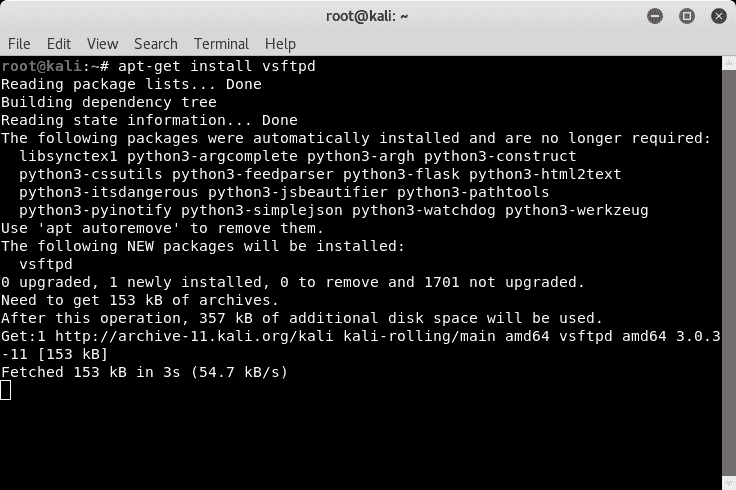 root@kali: ~
File Edit View Search Terminal Help
root@kali:~# apt-get install vsftpd
Reading package lists... Done
Building dependency tree
Reading state information... Done
The following packages were automatically installed and are no longer required:
  libsynctex1 python3-argcomplete python3-argh python3-construct
  python3-cssutils python3-feedparser python3-flask python3-html2text
  python3-itsdangerous python3-jsbeautifier python3-pathtools
  python3-pyinotify python3-simplejson python3-watchdog python3-werkzeug
Use 'apt autoremove' to remove them.
The following NEW packages will be installed:
  vsftpd
0 upgraded, 1 newly installed, 0 to remove and 1701 not upgraded.
Need to get 153 kB of archives.
After this operation, 357 kB of additional disk space will be used.
Get:1 http://archive-11.kali.org/kali kali-rolling/main amd64 vsftpd amd64 3.0.3
-11 [153 kB]
Fetched 153 kB in 3s (54.7 kB/s)